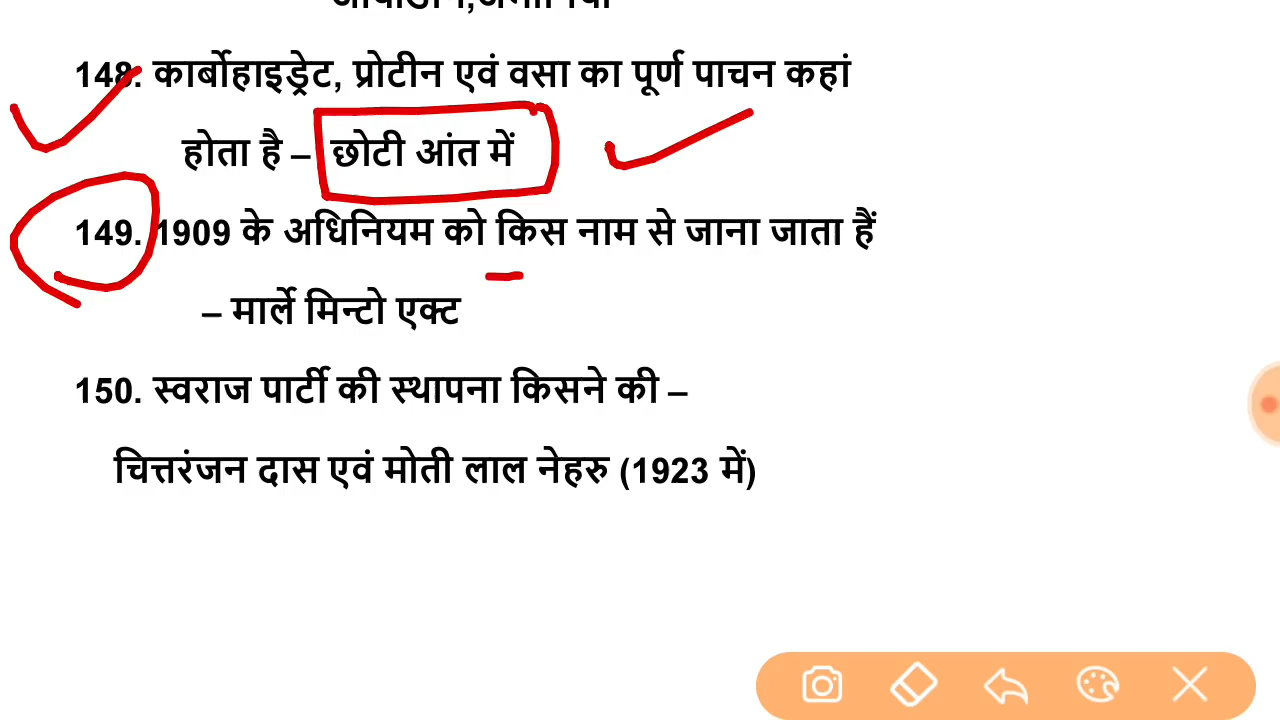 148. कार्बोहाइड्रेट, प्रोटीन एवं वसा का पूर्ण पाचन कहां
होता है – छोटी आंत में
149. 1909 के अधिनियम को किस नाम से जाना जाता हैं
– मार्ले मिन्टो एक्ट
150. स्वराज पार्टी की स्थापना किसने की –
चित्तरंजन दास एवं मोती लाल नेहरु (1923 में)